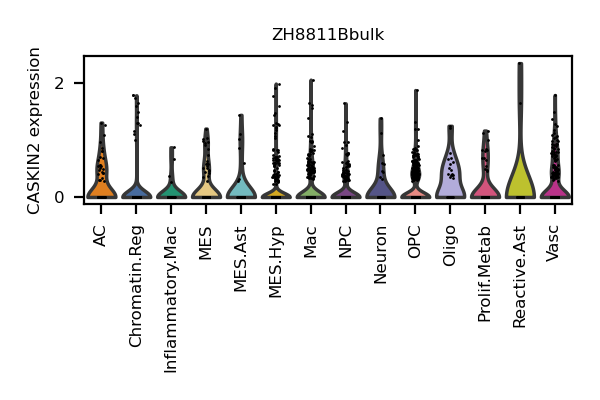 ZH8811Bbulk
CASKIN2 expression
2
0
AC
Chromatin.Reg
Inflammatory.Mac
MES
MES.Ast
MES.Hyp
Mac
NPC
Neuron
OPC
Oligo
Prolif.Metab
Reactive.Ast
Vasc